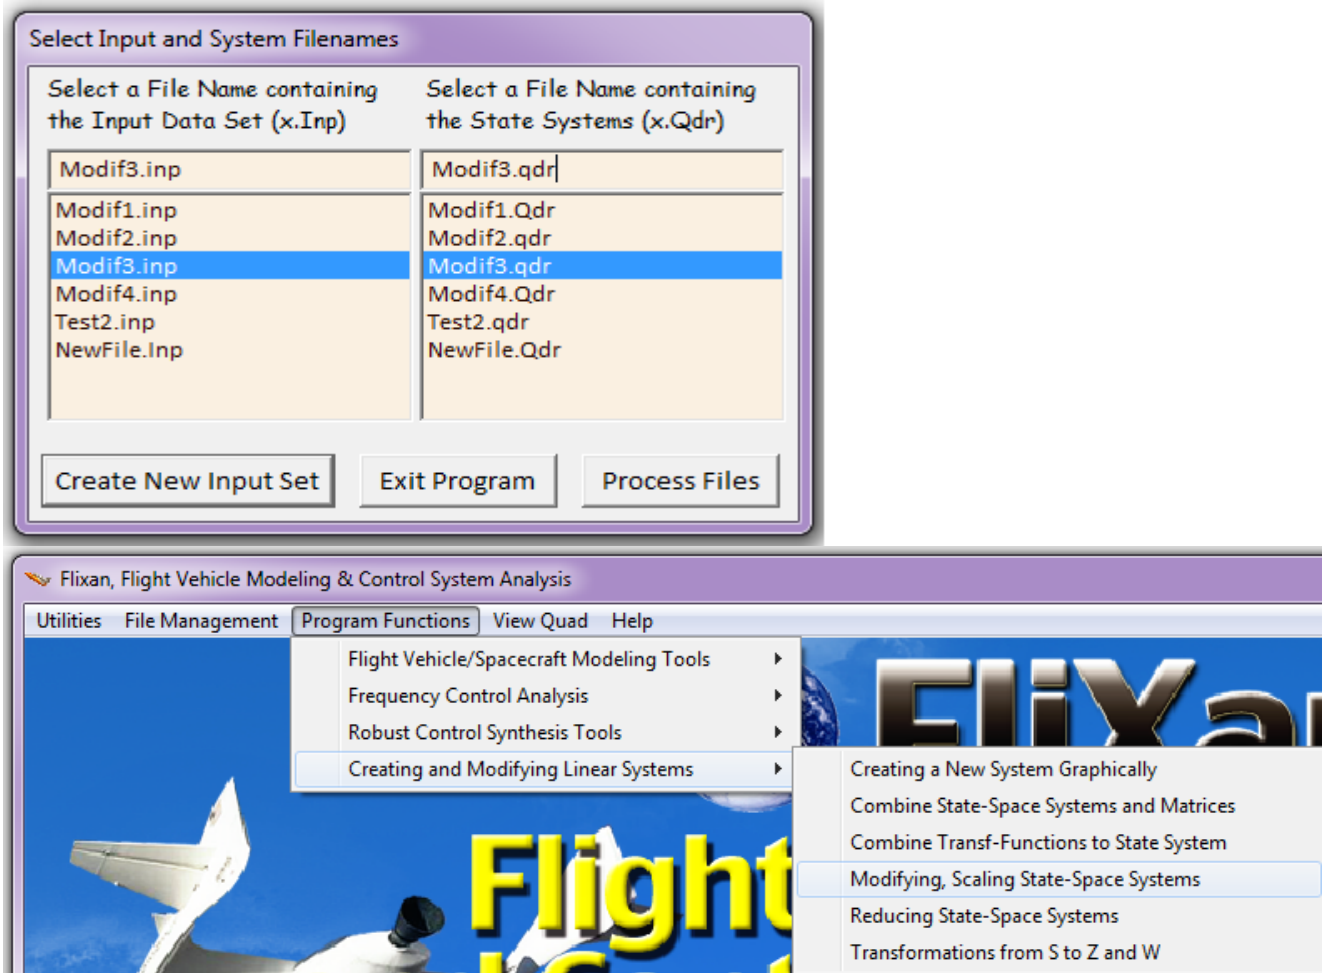 Select Input and System Filenames
Select a File Name containing
the Input Data Set (x.Inp)
Select a File Name containing
the State Systems (x.Qdr)
Modif3.inp
Modif3.qdr
Modif1.inp
Modif2.inp
Modif3.inp
Modif4.inp
Test2.inp
NewFile.Inp
Modif1.Qdr
Modif2.qdr
Modif3.qdr
Modif4.Qdr
Test2.qdr
NewFile.Qdr
Create New Input Set
Exit Program
Process Files
Flixan, Flight Vehicle Modeling & Control System Analysis
Utilities File Management Program Functions View Quad Help
Flight Vehicle/Spacecraft Modeling Tools
Frequency Control Analysis
Robust Control Synthesis Tools
Creating and Modifying Linear Systems
Creating a New System Graphically
Combine State-Space Systems and Matrices
Combine Transf-Functions to State System
Modifying, Scaling State-Space Systems
Reducing State-Space Systems
Transformations from S to Z and W
FliXan
Flight